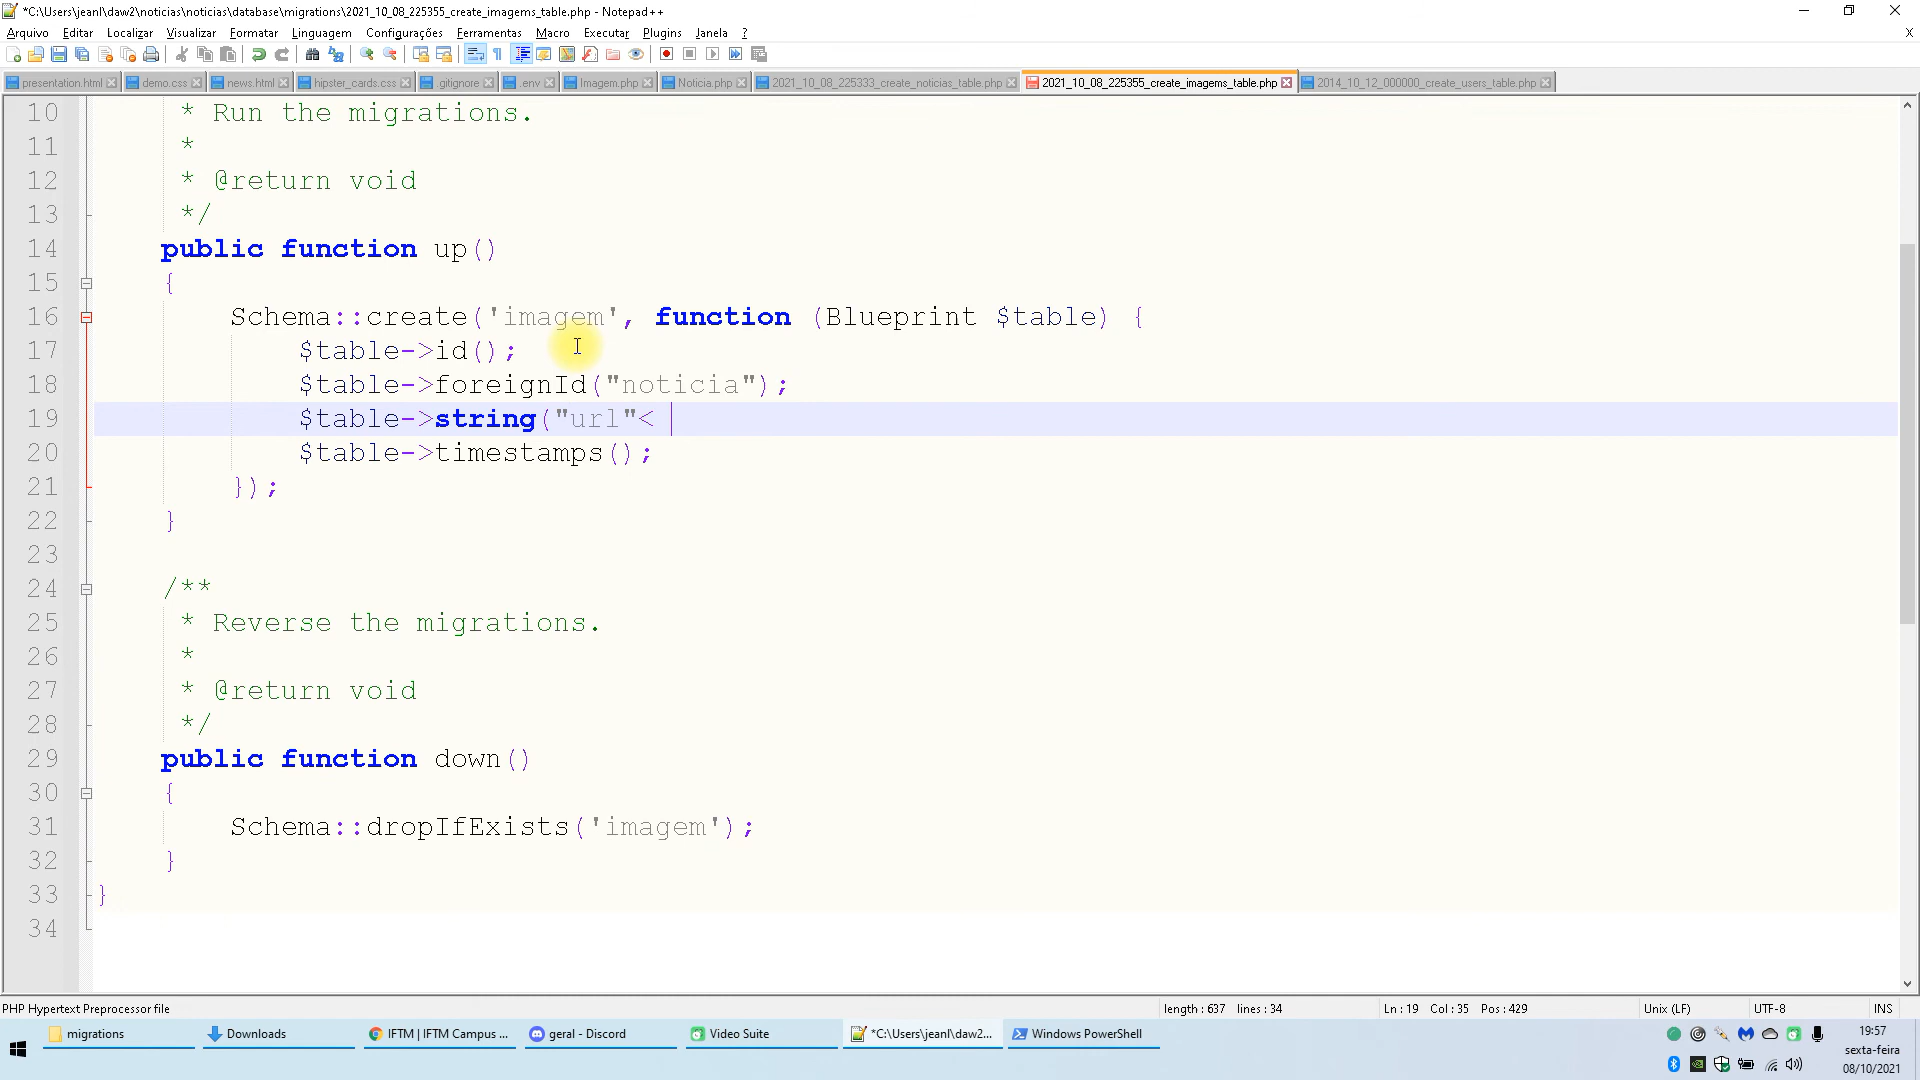 *C:\Users\jeanl\daw2\noticias\noticias\database\migrations\2021_10_08_225355_create_imagems_table.php - Notepad++
Arquivo Editar Localizar Visualizar Formatar Linguagem Configurações Ferramentas Macro Executar Plugins Janela ? X
presentation.html demo.css news.html hipster_cards.css .gitignore .env Imagem.php Noticia.php 2021_10_08_225333_create_noticias_table.php 2021_10_08_225355_create_imagems_table.php 2014_10_12_000000_create_users_table.php
10 * Run the migrations.
11 *
12 * @return void
13 */
14 public function up()
15 {
16 Schema::create('imagem', function (Blueprint $table) {
17 $table->id();
18 $table->foreignId("noticia");
19 $table->string("url"<
20 $table->timestamps();
21 });
22 }
23
24 /**
25 * Reverse the migrations.
26 *
27 * @return void
28 */
29 public function down()
30 {
31 Schema::dropIfExists('imagem');
32 }
33 }
34
PHP Hypertext Preprocessor file length : 637 lines : 34 Ln : 19 Col : 35 Pos : 429 Unix (LF) UTF-8 INS
migrations Downloads IFTM | IFTM Campus ... geral - Discord Video Suite *C:\Users\jeanl\daw2... Windows PowerShell
19:57
sexta-feira
08/10/2021